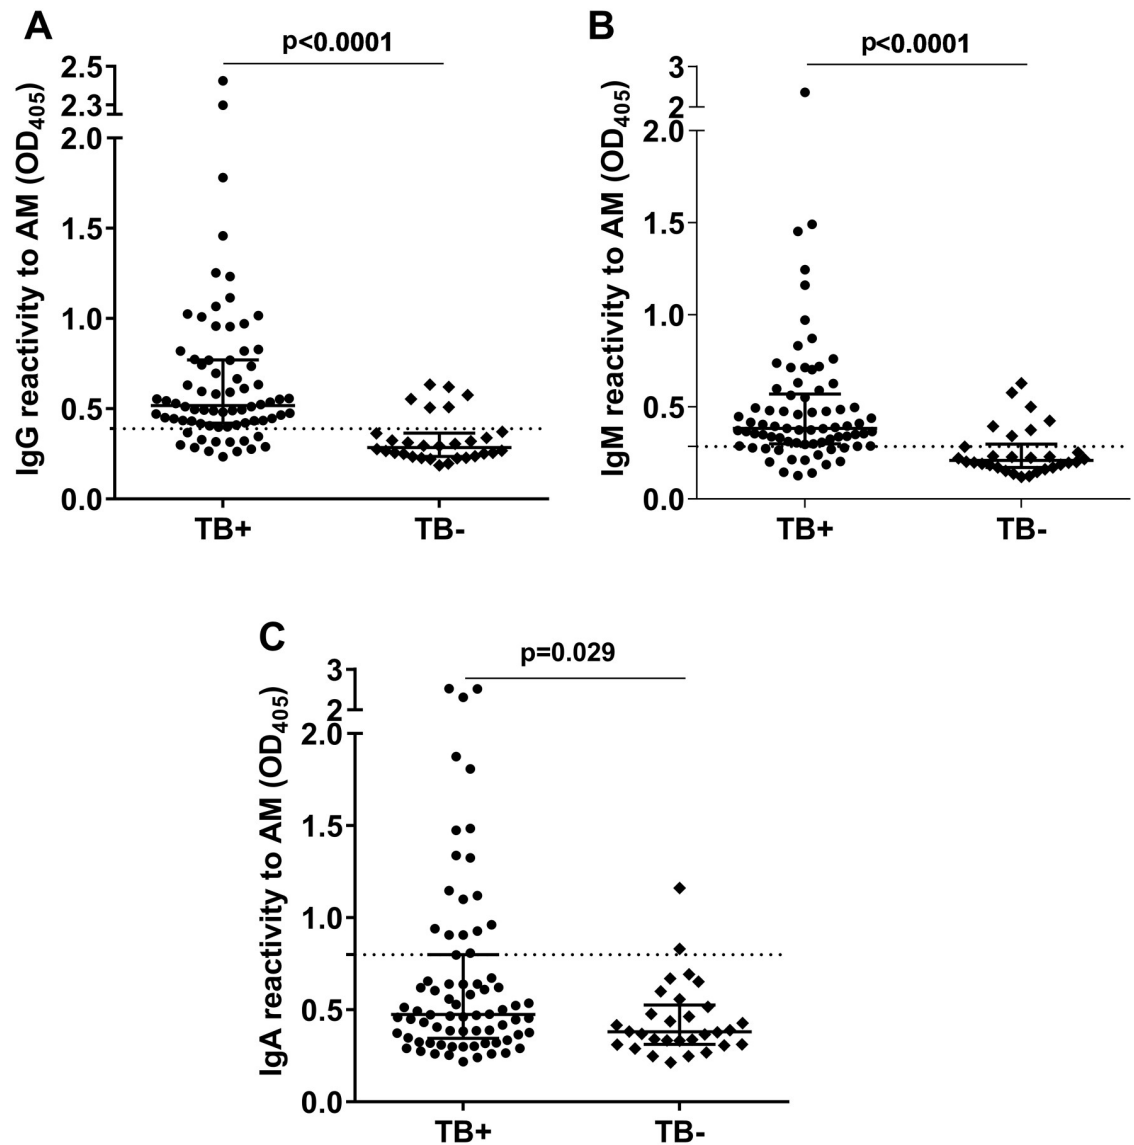 A
p<0.0001
IgG reactivity to AM (OD405)
2.5
2.3
2.0
1.5
1.0
0.5
0.0
TB+ TB-
B
p<0.0001
IgM reactivity to AM (OD405)
3
2
2.0
1.5
1.0
0.5
0.0
TB+ TB-
C
p=0.029
IgA reactivity to AM (OD405)
3
2
2.0
1.5
1.0
0.5
0.0
TB+ TB-